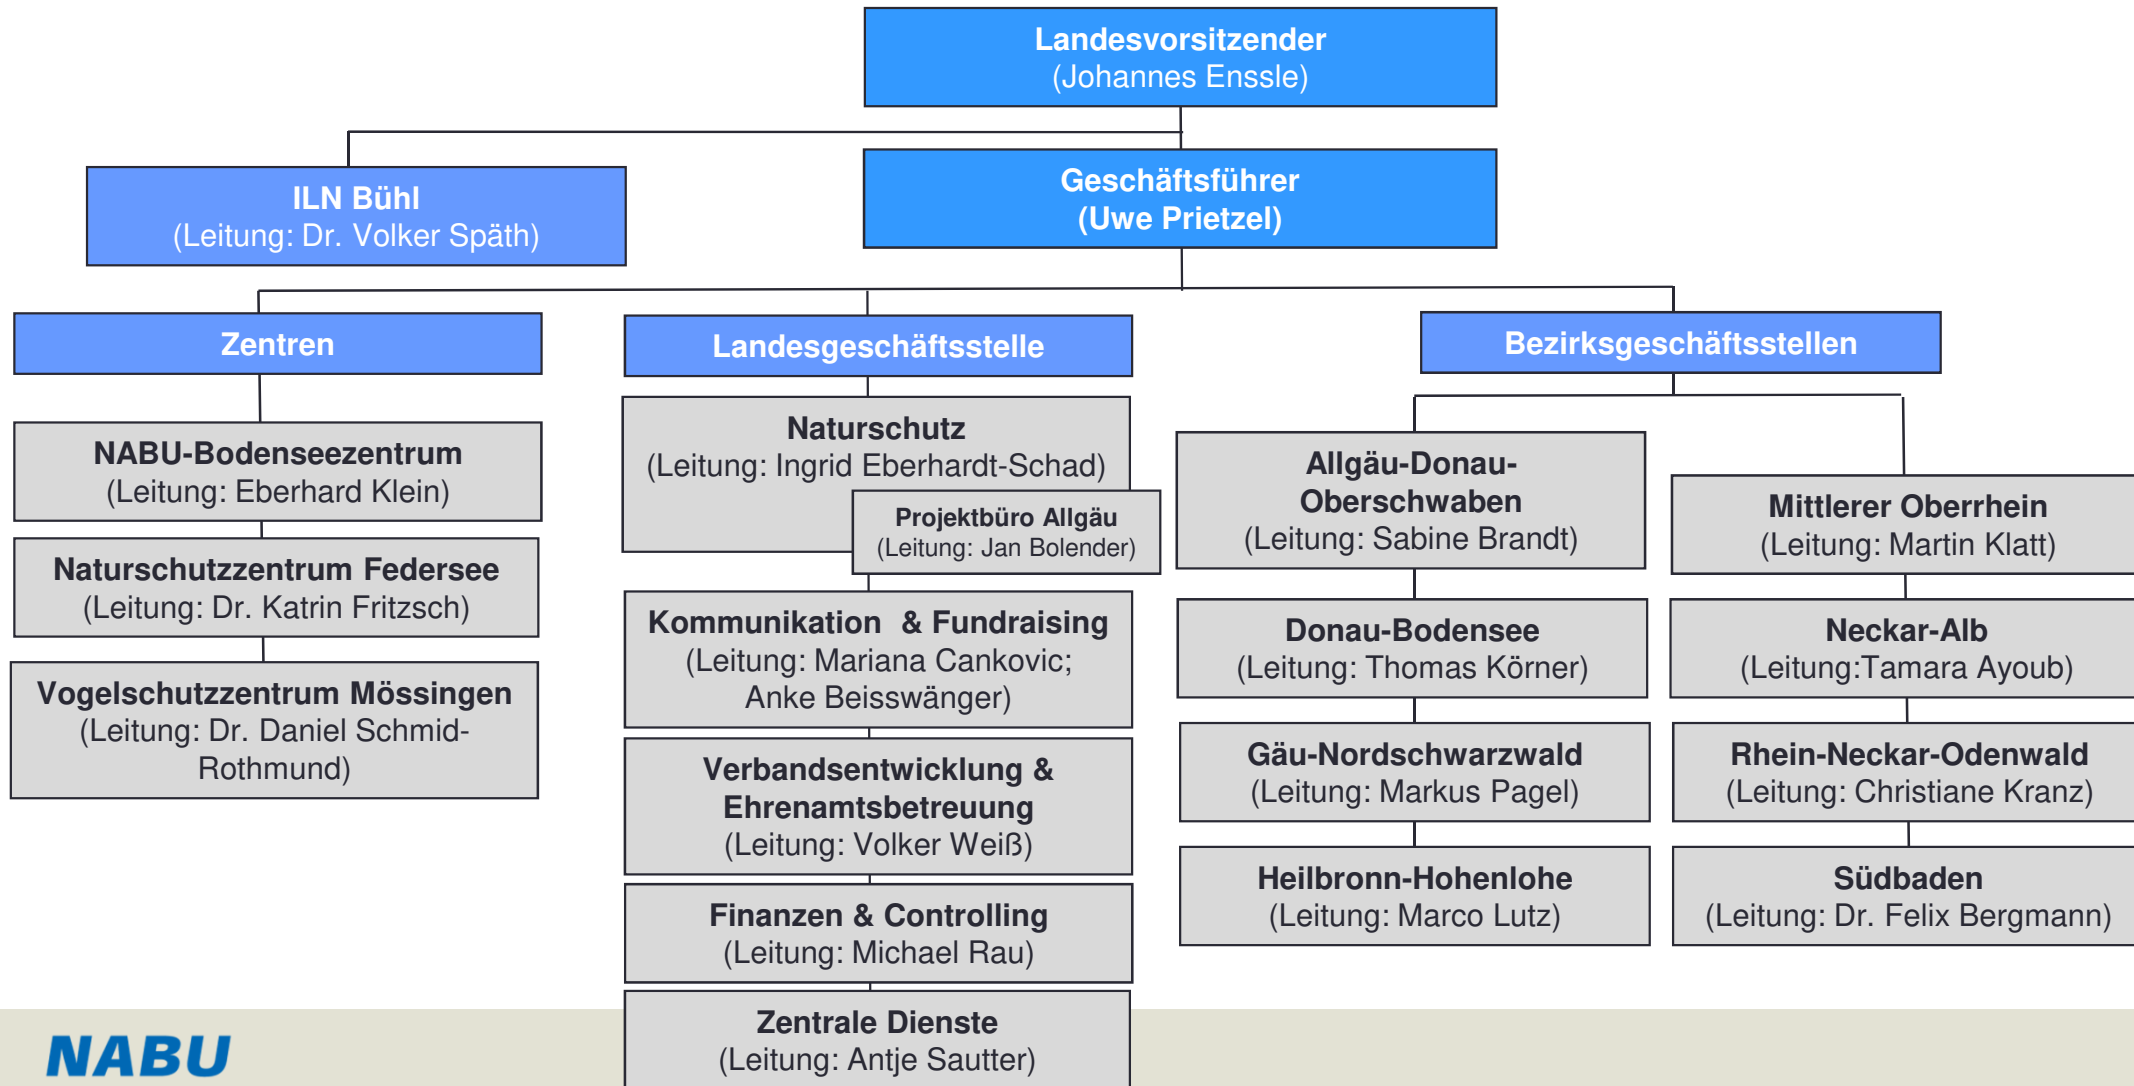 Landesvorsitzender
(Johannes Enssle)
ILN Bühl
(Leitung: Dr. Volker Späth)
Geschäftsführer
(Uwe Prietzel)
Zentren
NABU-Bodenseezentrum
(Leitung: Eberhard Klein)
Naturschutzzentrum Federsee
(Leitung: Dr. Katrin Fritzsch)
Vogelschutzzentrum Mössingen
(Leitung: Dr. Daniel Schmid-
Rothmund)
Landesgeschäftsstelle
Naturschutz
(Leitung: Ingrid Eberhardt-Schad)
Projektbüro Allgäu
(Leitung: Jan Bolender)
Kommunikation & Fundraising
(Leitung: Mariana Cankovic;
Anke Beisswänger)
Verbandsentwicklung &
Ehrenamtsbetreuung
(Leitung: Volker Weiß)
Finanzen & Controlling
(Leitung: Michael Rau)
Zentrale Dienste
(Leitung: Antje Sautter)
Bezirksgeschäftsstellen
Allgäu-Donau-
Oberschwaben
(Leitung: Sabine Brandt)
Donau-Bodensee
(Leitung: Thomas Körner)
Gäu-Nordschwarzwald
(Leitung: Markus Pagel)
Heilbronn-Hohenlohe
(Leitung: Marco Lutz)
Mittlerer Oberrhein
(Leitung: Martin Klatt)
Neckar-Alb
(Leitung:Tamara Ayoub)
Rhein-Neckar-Odenwald
(Leitung: Christiane Kranz)
Südbaden
(Leitung: Dr. Felix Bergmann)
NABU